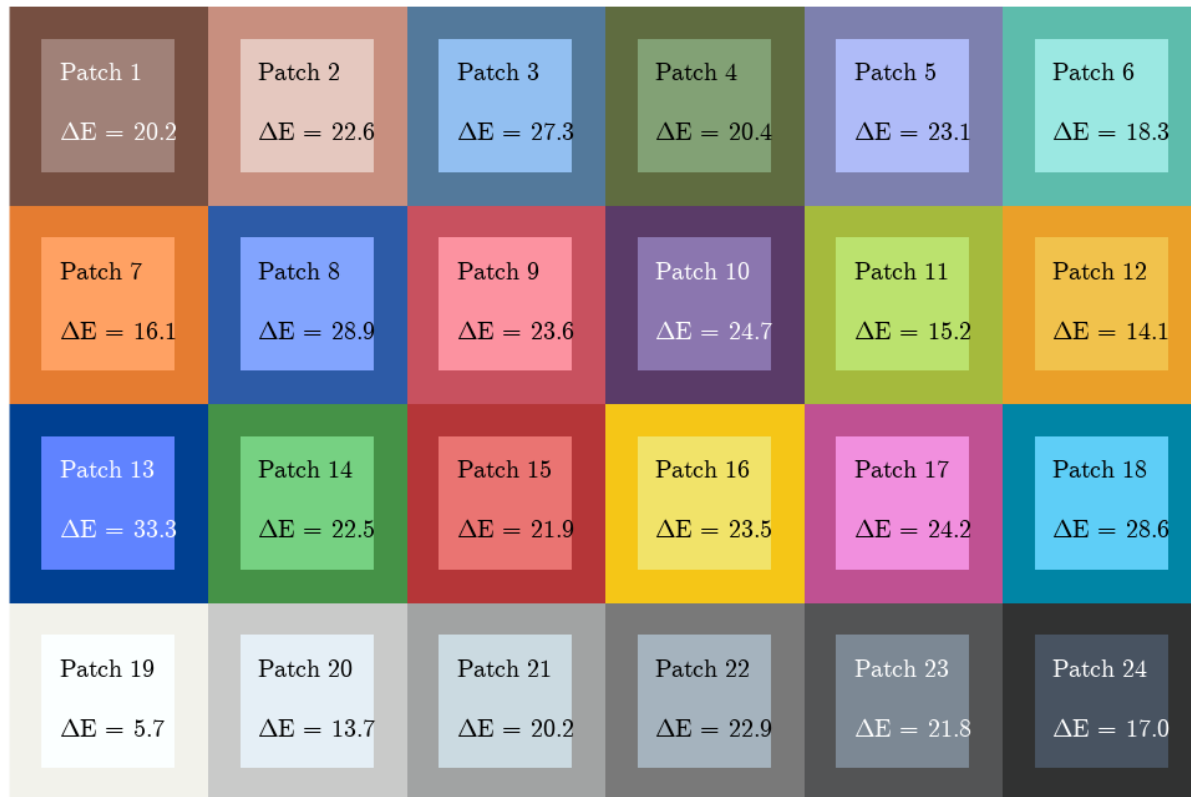 Patch 1
ΔE = 20.2
Patch 2
ΔE = 22.6
Patch 3
ΔE = 27.3
Patch 4
ΔE = 20.4
Patch 5
ΔE = 23.1
Patch 6
ΔE = 18.3
Patch 7
ΔE = 16.1
Patch 8
ΔE = 28.9
Patch 9
ΔE = 23.6
Patch 10
ΔE = 24.7
Patch 11
ΔE = 15.2
Patch 12
ΔE = 14.1
Patch 13
ΔE = 33.3
Patch 14
ΔE = 22.5
Patch 15
ΔE = 21.9
Patch 16
ΔE = 23.5
Patch 17
ΔE = 24.2
Patch 18
ΔE = 28.6
Patch 19
ΔE = 5.7
Patch 20
ΔE = 13.7
Patch 21
ΔE = 20.2
Patch 22
ΔE = 22.9
Patch 23
ΔE = 21.8
Patch 24
ΔE = 17.0